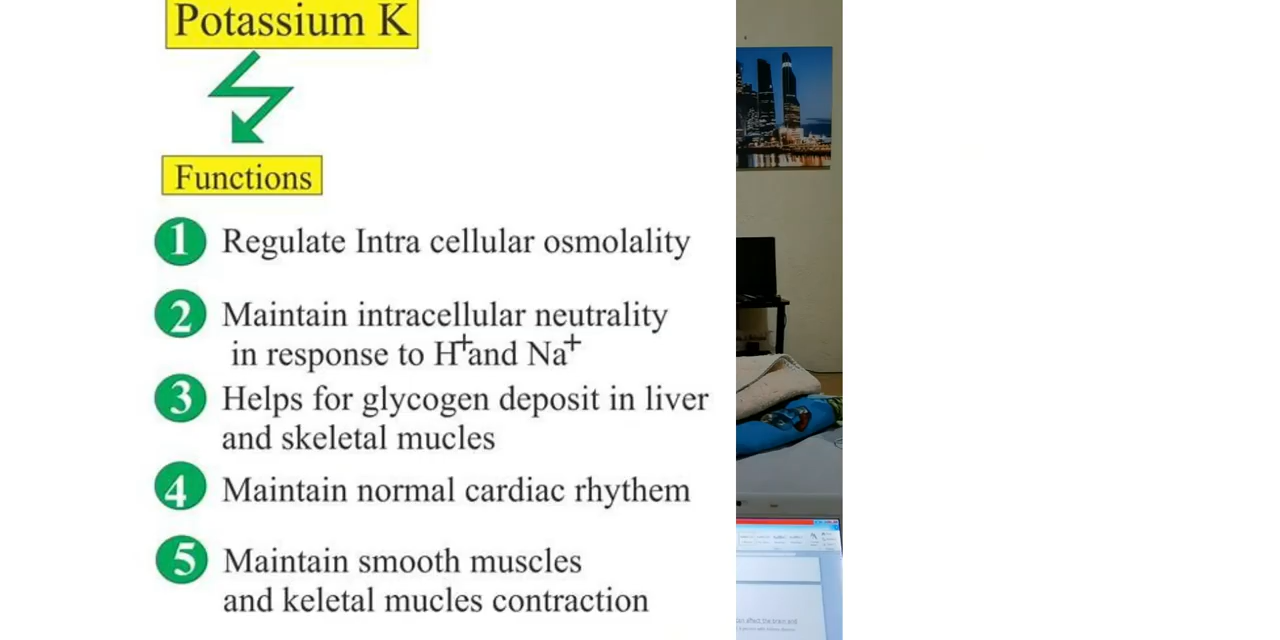 Potassium K
Functions
1 Regulate Intra cellular osmolality
2 Maintain intracellular neutrality
in response to H+ and Na+
3 Helps for glycogen deposit in liver
and skeletal mucles
4 Maintain normal cardiac rhythem
5 Maintain smooth muscles
and keletal mucles contraction